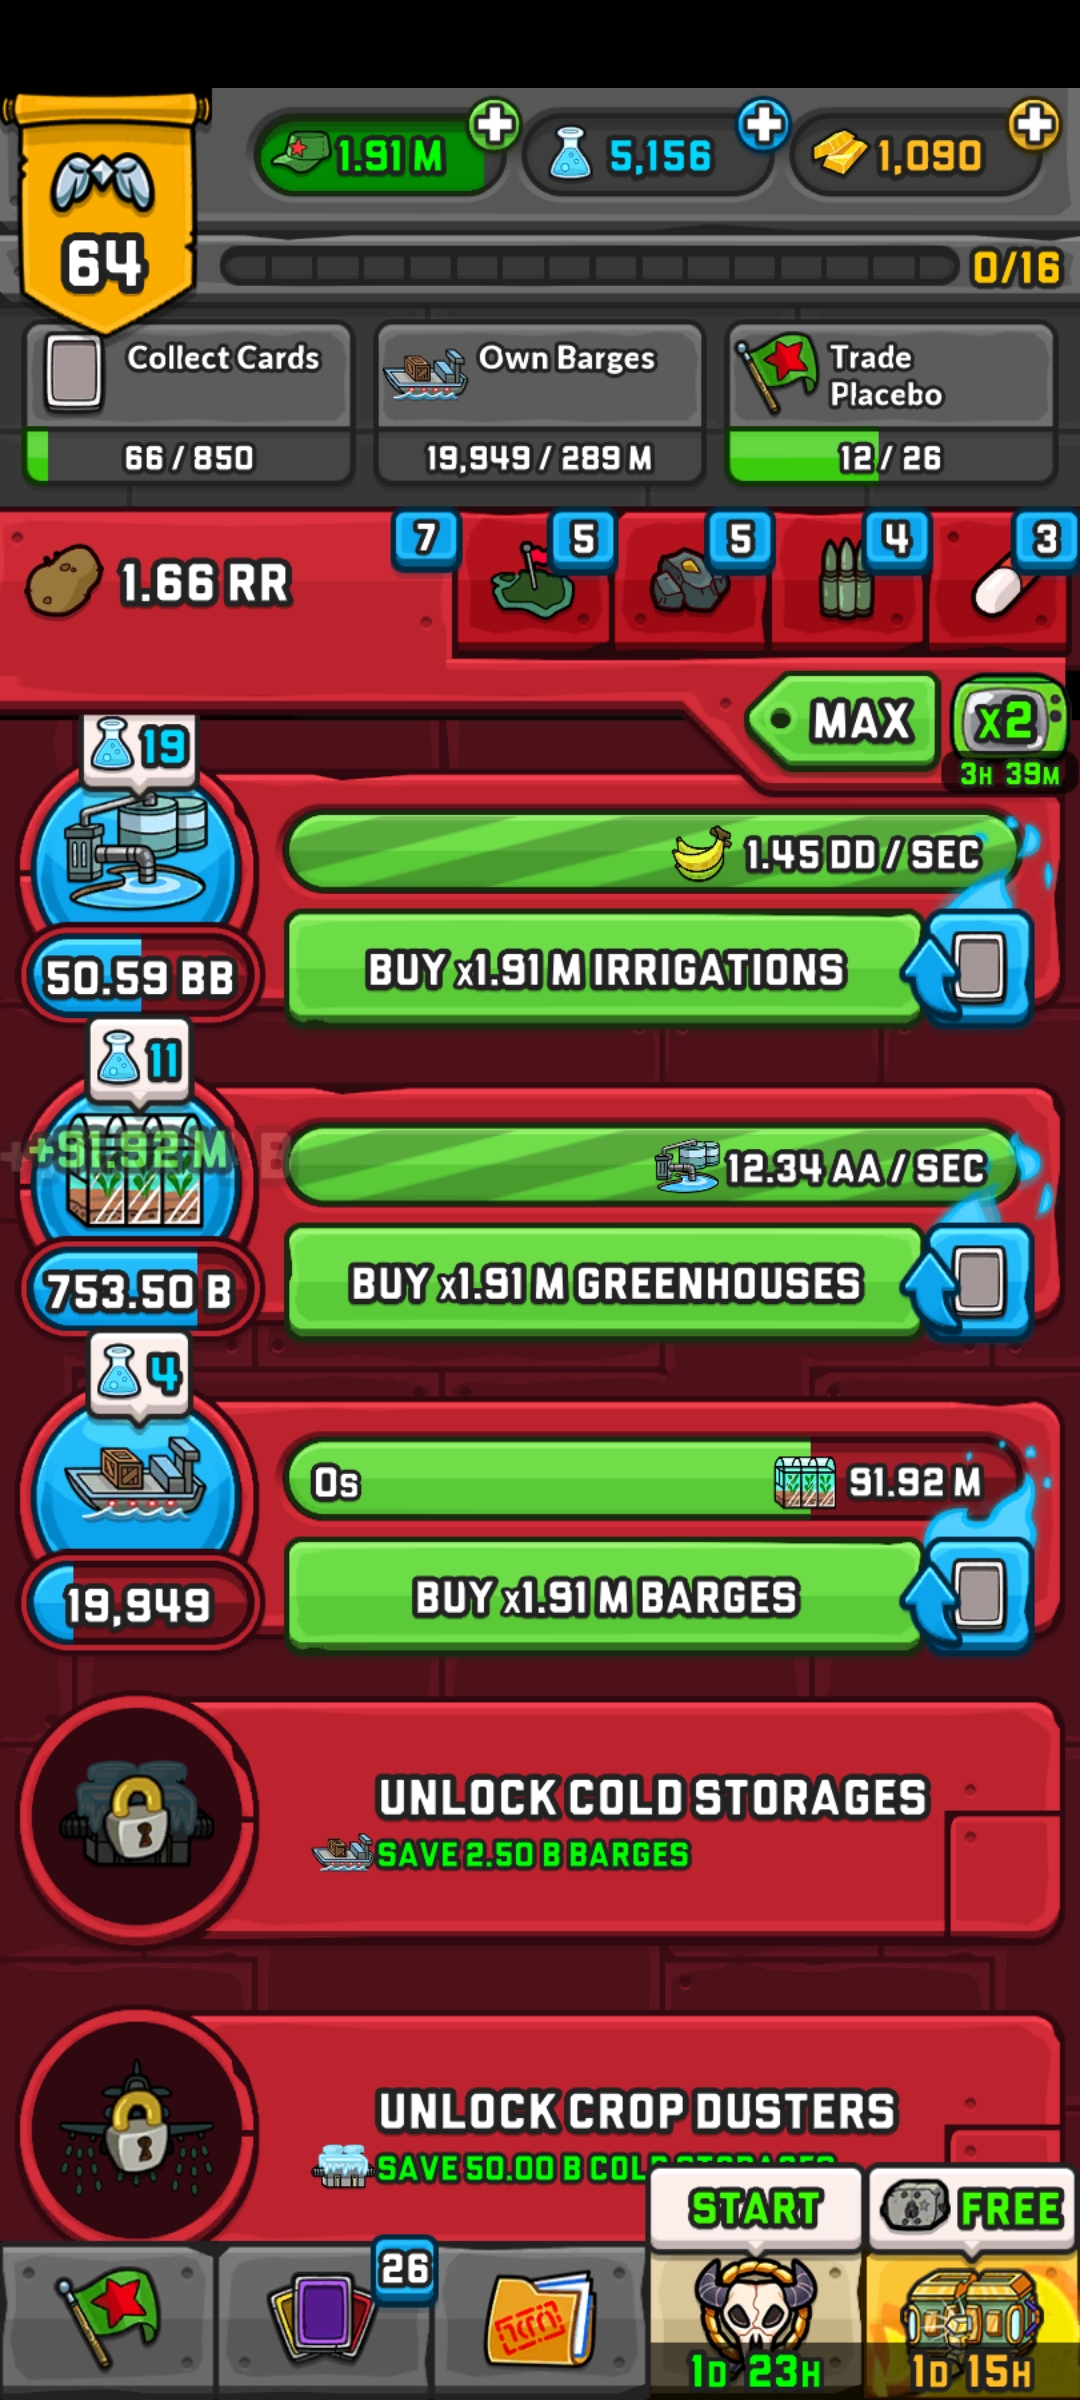 1.91 M
5,156
1,090
64
0/16
Collect Cards
66 / 850
Own Barges
19,949 / 289 M
Trade
Placebo
12 / 26
1.66 RR
7
5
5
4
3
MAX
x2
3H 39M
19
1.45 DD / SEC
50.59 BB
BUY x1.91 M IRRIGATIONS
11
+91.92 M
12.34 AA / SEC
753.50 B
BUY x1.91 M GREENHOUSES
4
0s
91.92 M
19,949
BUY x1.91 M BARGES
UNLOCK COLD STORAGES
SAVE 2.50 B BARGES
UNLOCK CROP DUSTERS
SAVE 50.00 B COLD STORAGES
START
FREE
26
1D 23H
1D 15H